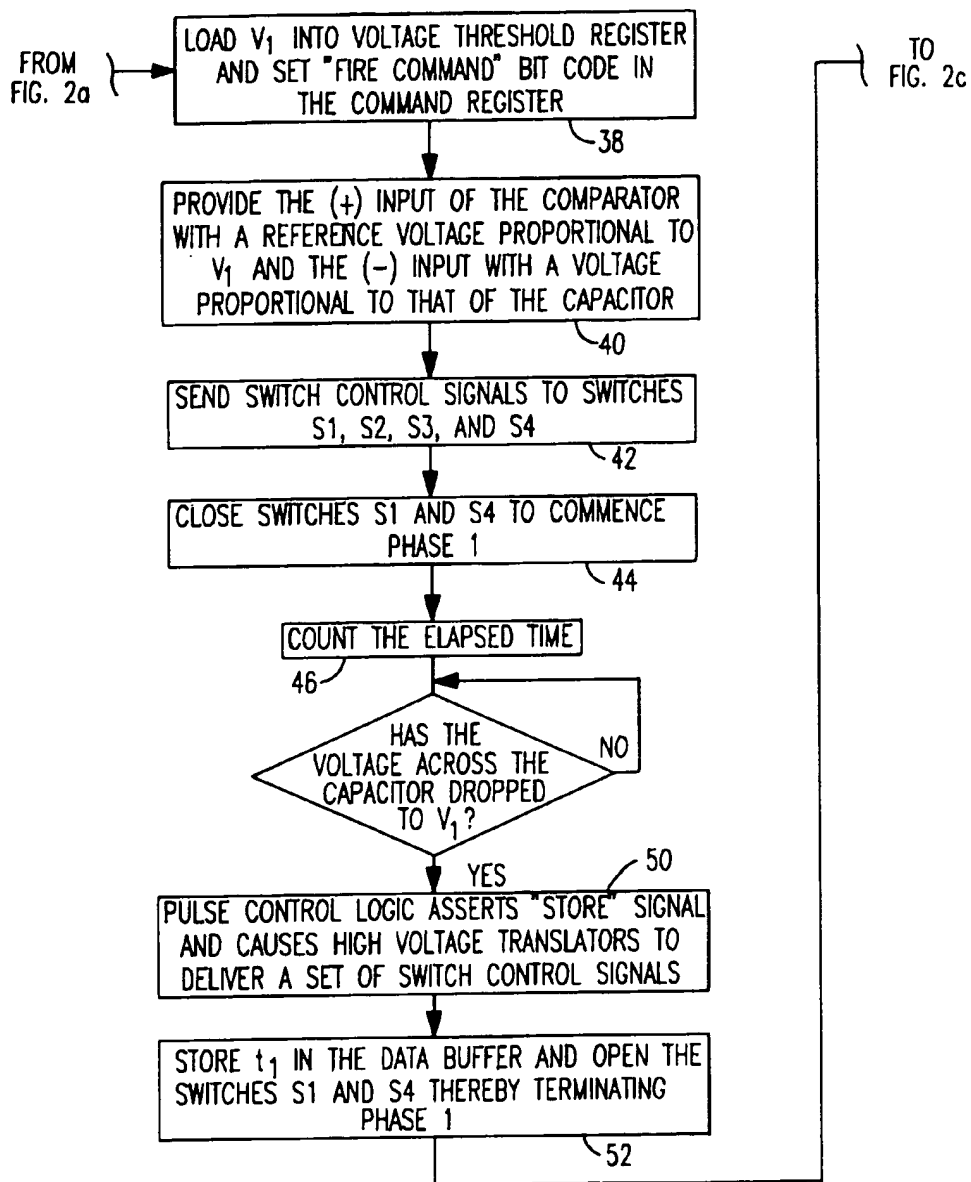 FROM
FIG. 2a
LOAD V1 INTO VOLTAGE THRESHOLD REGISTER
AND SET "FIRE COMMAND" BIT CODE IN
THE COMMAND REGISTER
38
TO
FIG. 2c
PROVIDE THE (+) INPUT OF THE COMPARATOR
WITH A REFERENCE VOLTAGE PROPORTIONAL TO
V1 AND THE (-) INPUT WITH A VOLTAGE
PROPORTIONAL TO THAT OF THE CAPACITOR
40
SEND SWITCH CONTROL SIGNALS TO SWITCHES
S1, S2, S3, AND S4
42
CLOSE SWITCHES S1 AND S4 TO COMMENCE
PHASE 1
44
COUNT THE ELAPSED TIME
46
HAS THE
VOLTAGE ACROSS THE
CAPACITOR DROPPED
TO V1?
NO
YES
50
PULSE CONTROL LOGIC ASSERTS "STORE" SIGNAL
AND CAUSES HIGH VOLTAGE TRANSLATORS TO
DELIVER A SET OF SWITCH CONTROL SIGNALS
STORE t1 IN THE DATA BUFFER AND OPEN THE
SWITCHES S1 AND S4 THEREBY TERMINATING
PHASE 1
52